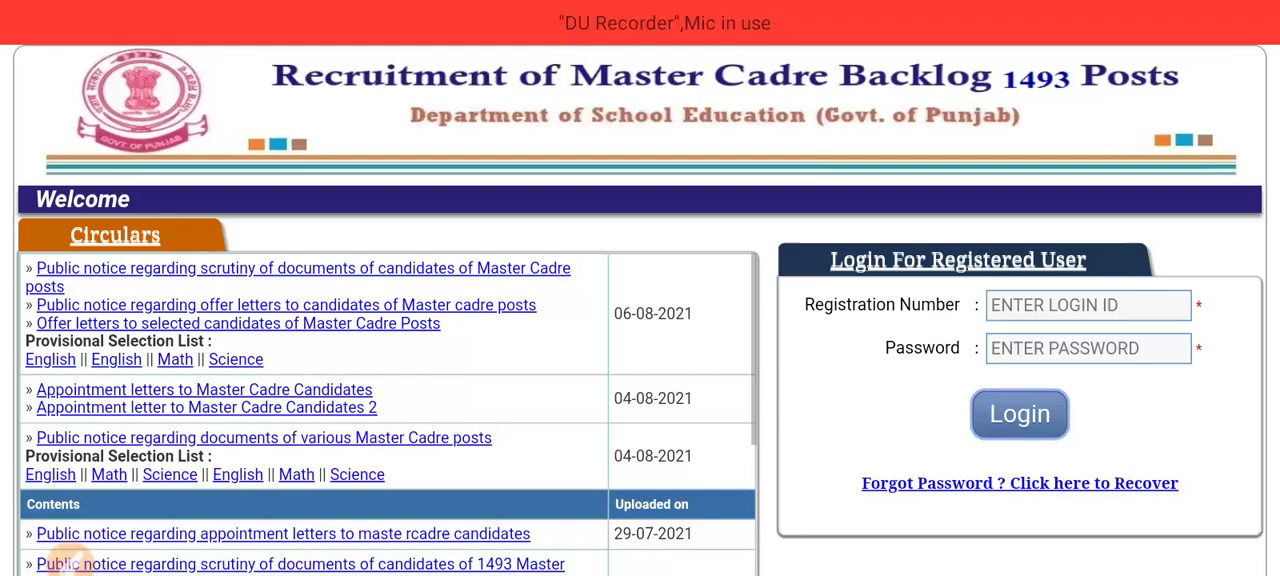 "DU Recorder",Mic in use
Recruitment of Master Cadre Backlog 1493 Posts
Department of School Education (Govt. of Punjab)
GOVT. OF PUNJAB
Welcome
Circulars
» Public notice regarding scrutiny of documents of candidates of Master Cadre
posts
» Public notice regarding offer letters to candidates of Master cadre posts
» Offer letters to selected candidates of Master Cadre Posts
Provisional Selection List :
English || English || Math || Science
06-08-2021
» Appointment letters to Master Cadre Candidates
» Appointment letter to Master Cadre Candidates 2
04-08-2021
» Public notice regarding documents of various Master Cadre posts
Provisional Selection List :
English || Math || Science || English || Math || Science
04-08-2021
Contents Uploaded on
» Public notice regarding appointment letters to maste rcadre candidates 29-07-2021
» Public notice regarding scrutiny of documents of candidates of 1493 Master
Login For Registered User
Registration Number : ENTER LOGIN ID *
Password : ENTER PASSWORD *
Login
Forgot Password ? Click here to Recover